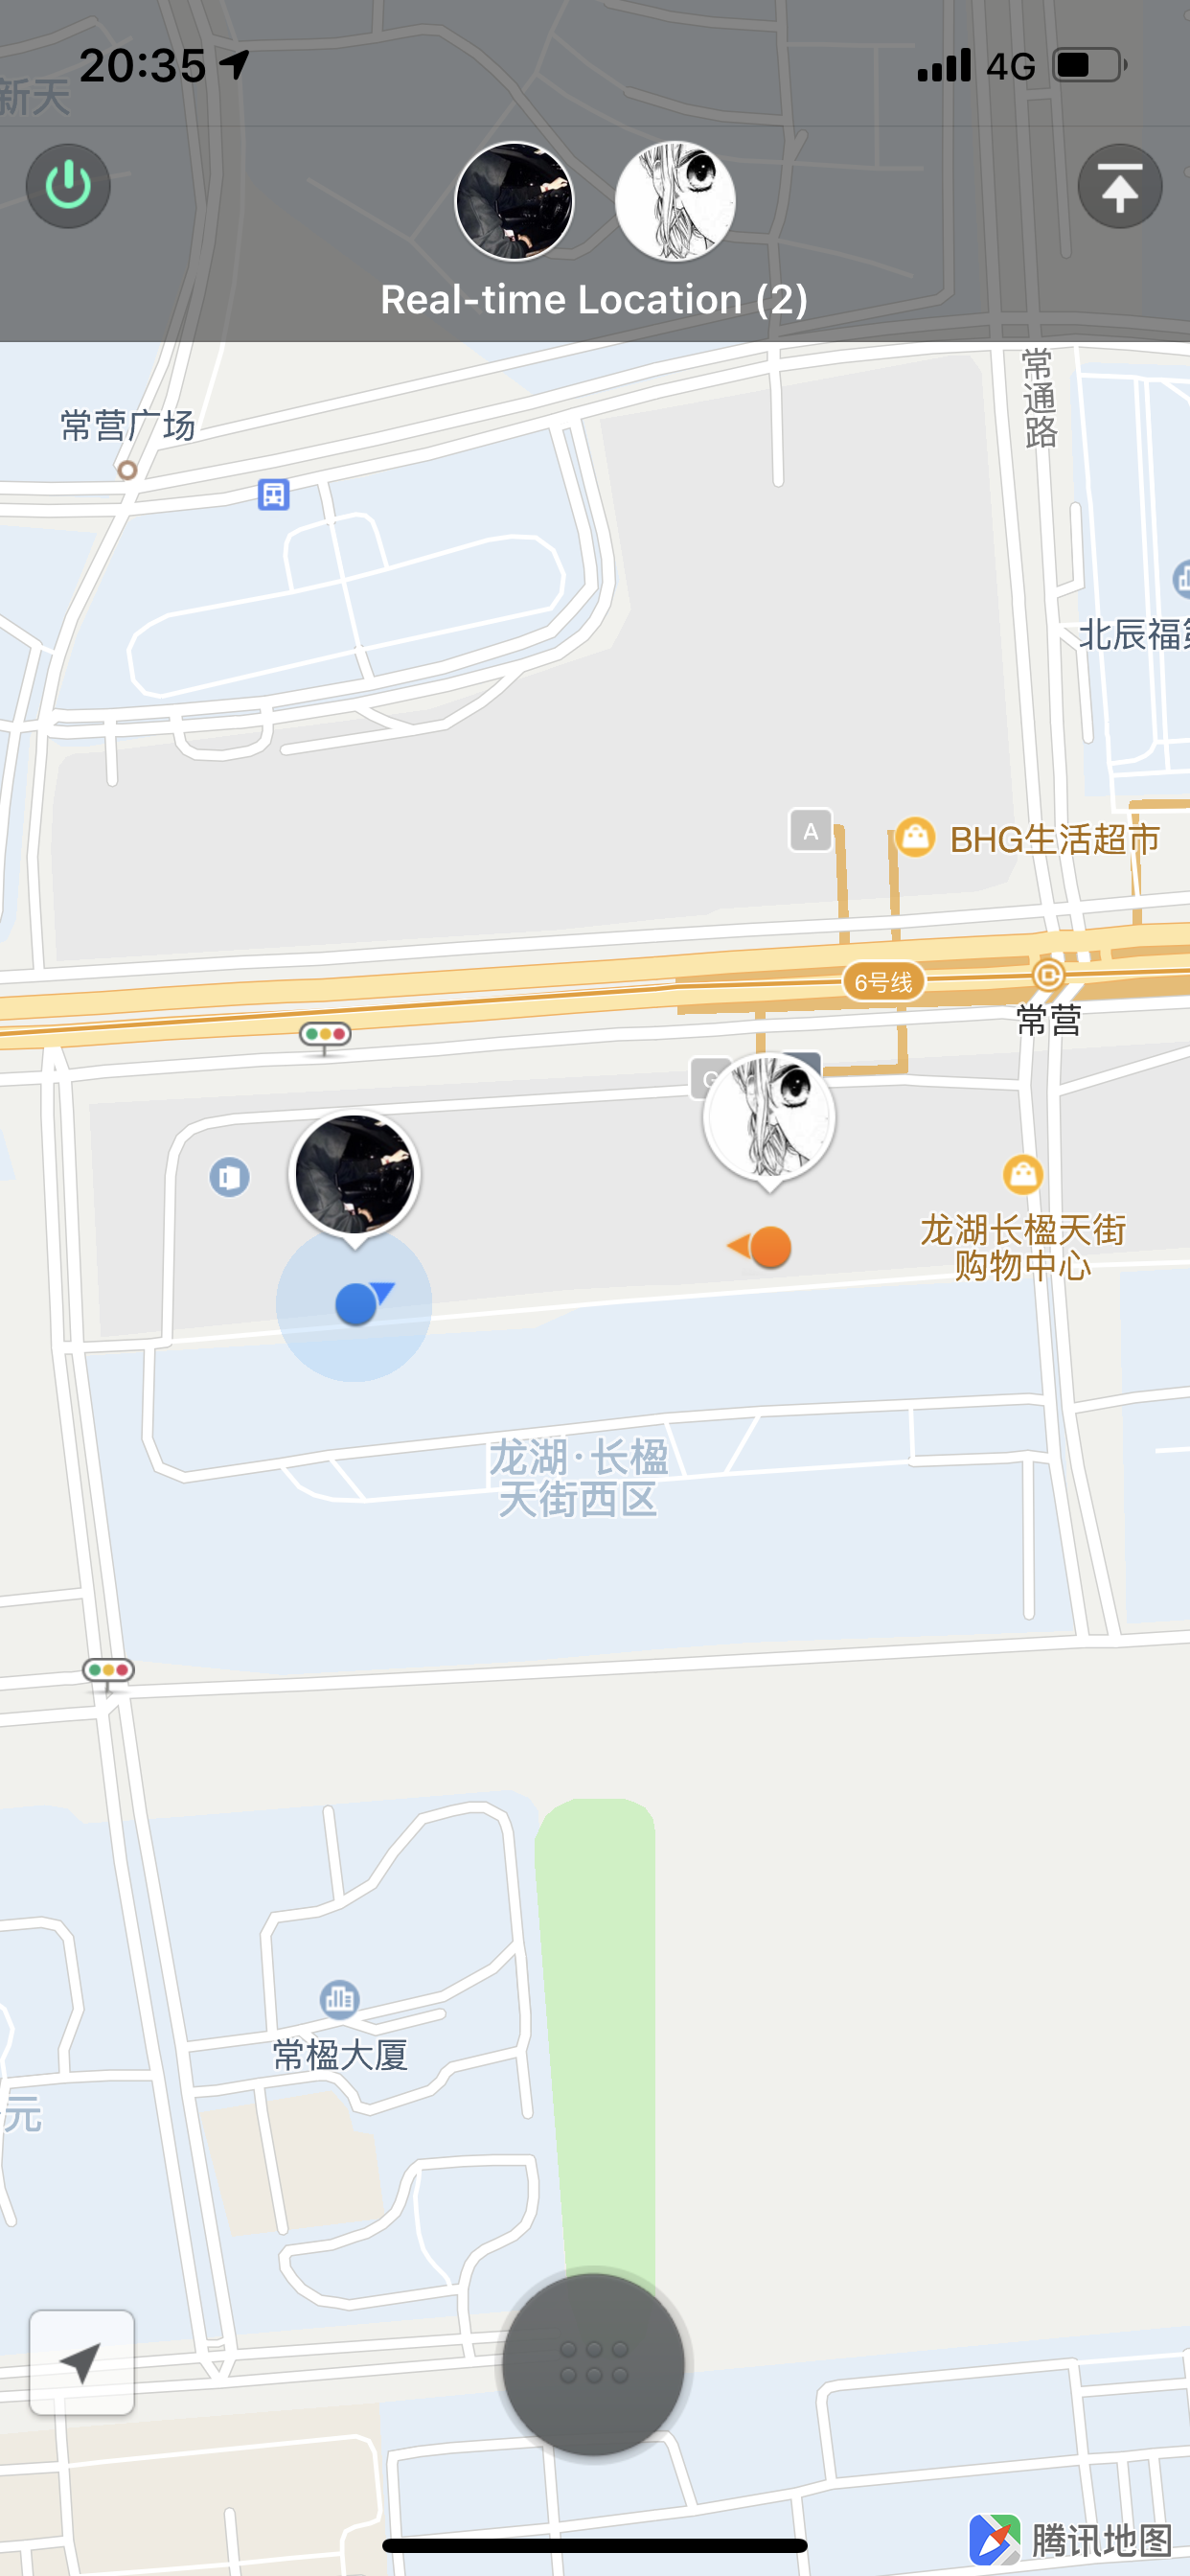 20:35
4G
新天
Real-time Location (2)
常通路
常营广场
北辰福第
A
BHG生活超市
6号线
常营
G
龙湖长楹天街
购物中心
龙湖·长楹
天街西区
常楹大厦
元
腾讯地图